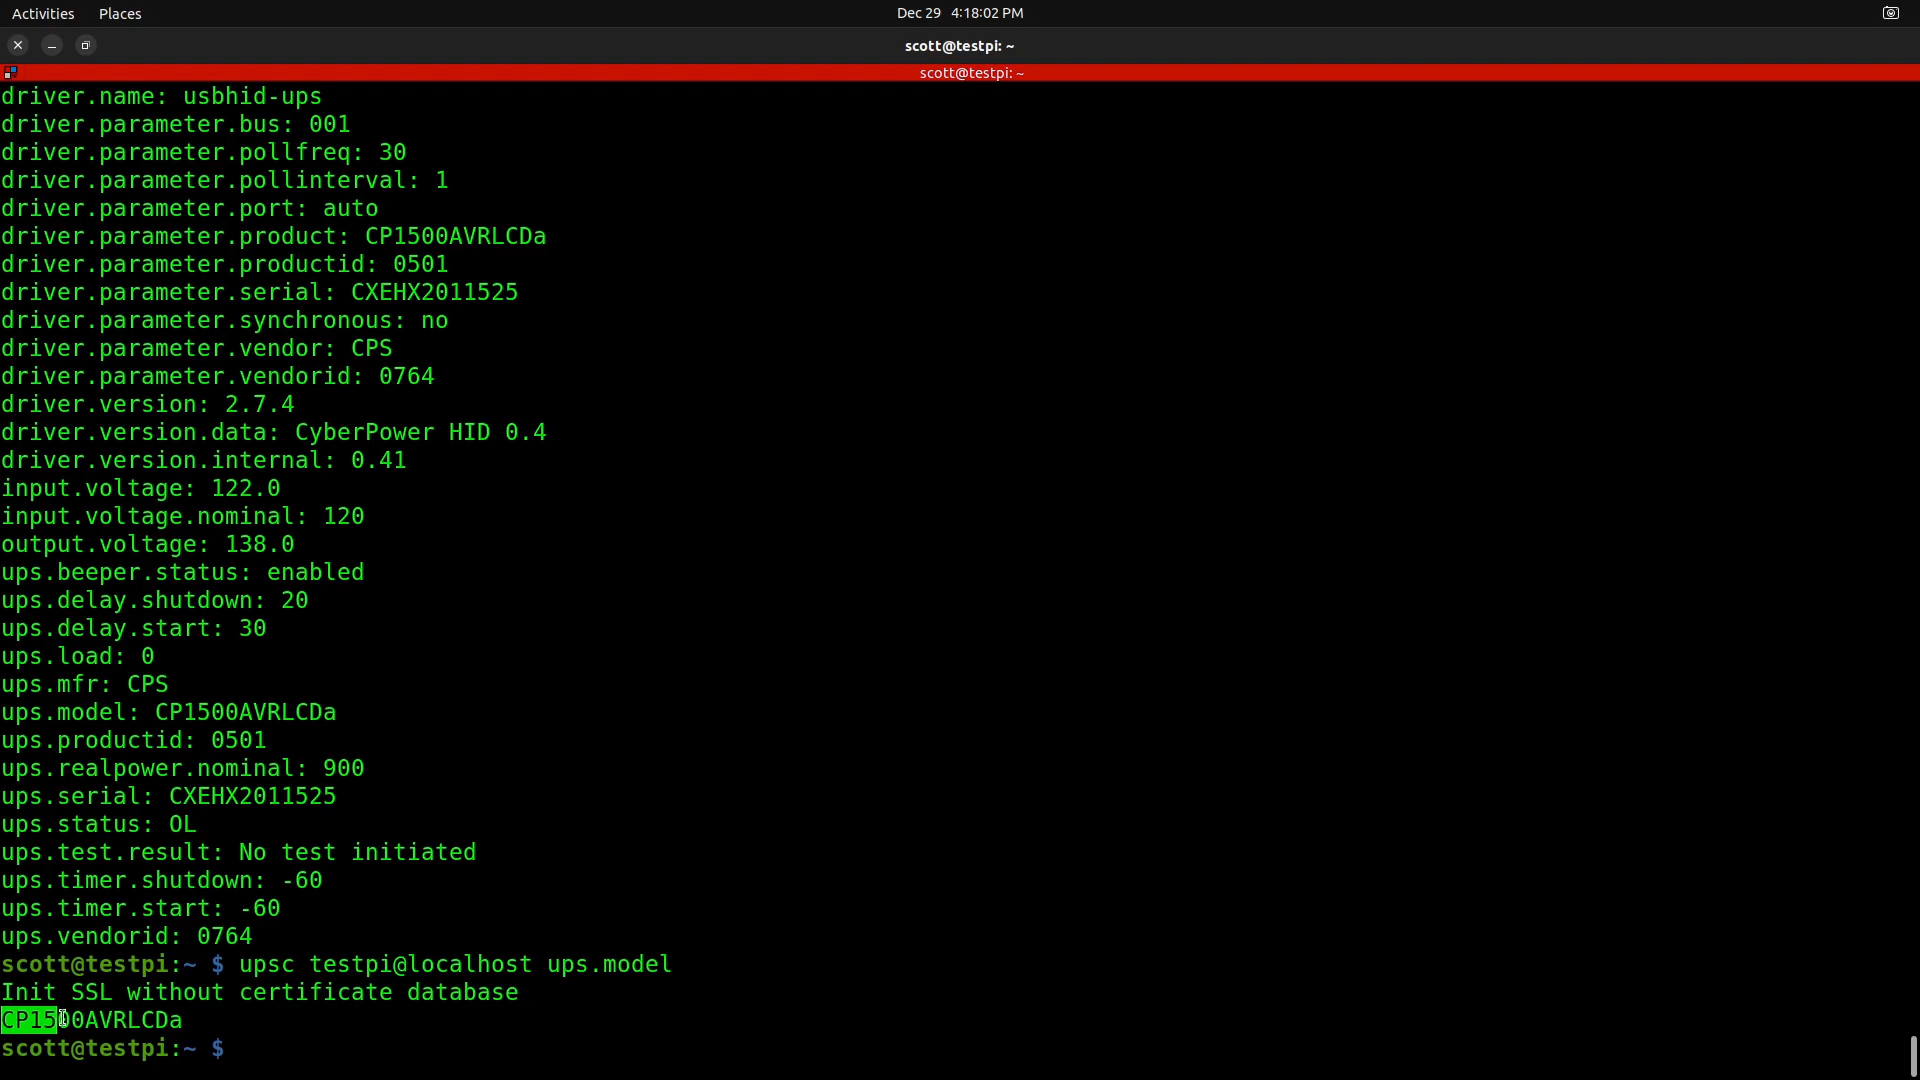 Activities Places Dec 29 4:18:02 PM
scott@testpi: ~
scott@testpi: ~
driver.name: usbhid-ups
driver.parameter.bus: 001
driver.parameter.pollfreq: 30
driver.parameter.pollinterval: 1
driver.parameter.port: auto
driver.parameter.product: CP1500AVRLCDa
driver.parameter.productid: 0501
driver.parameter.serial: CXEHX2011525
driver.parameter.synchronous: no
driver.parameter.vendor: CPS
driver.parameter.vendorid: 0764
driver.version: 2.7.4
driver.version.data: CyberPower HID 0.4
driver.version.internal: 0.41
input.voltage: 122.0
input.voltage.nominal: 120
output.voltage: 138.0
ups.beeper.status: enabled
ups.delay.shutdown: 20
ups.delay.start: 30
ups.load: 0
ups.mfr: CPS
ups.model: CP1500AVRLCDa
ups.productid: 0501
ups.realpower.nominal: 900
ups.serial: CXEHX2011525
ups.status: OL
ups.test.result: No test initiated
ups.timer.shutdown: -60
ups.timer.start: -60
ups.vendorid: 0764
scott@testpi:~ $ upsc testpi@localhost ups.model
Init SSL without certificate database
CP1500AVRLCDa
scott@testpi:~ $